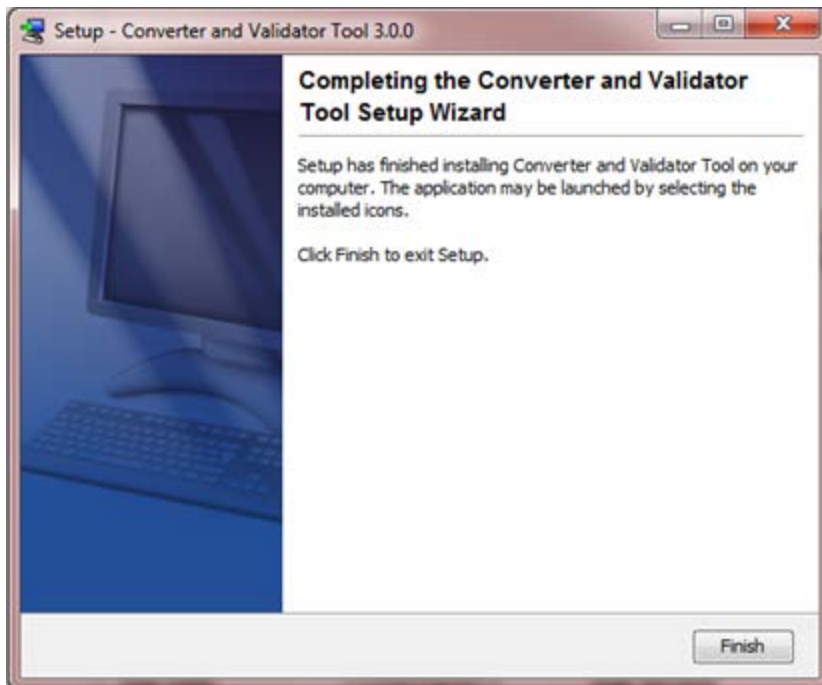 Setup - Converter and Validator Tool 3.0.0
Completing the Converter and Validator
Tool Setup Wizard
Setup has finished installing Converter and Validator Tool on your
computer. The application may be launched by selecting the
installed icons.
Click Finish to exit Setup.
Finish